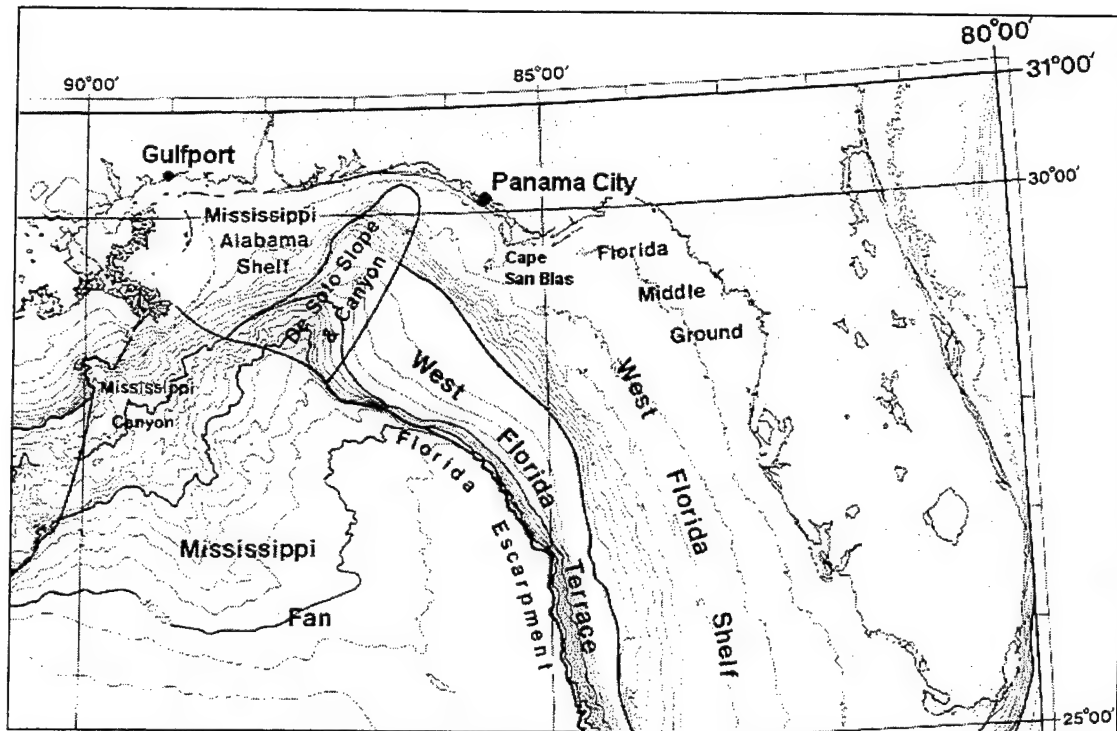 80°00'
90°00'
85°00'
31°00'
Gulfport
Panama City
30°00'
Mississippi
Alabama
Shelf
De Soto Slope
& Canyon
Cape
San Blas
Florida
Middle
Ground
Mississippi
Canyon
West
Florida
Terrace
West
Florida
Shelf
Florida
Escarpment
Mississippi
Fan
25°00'